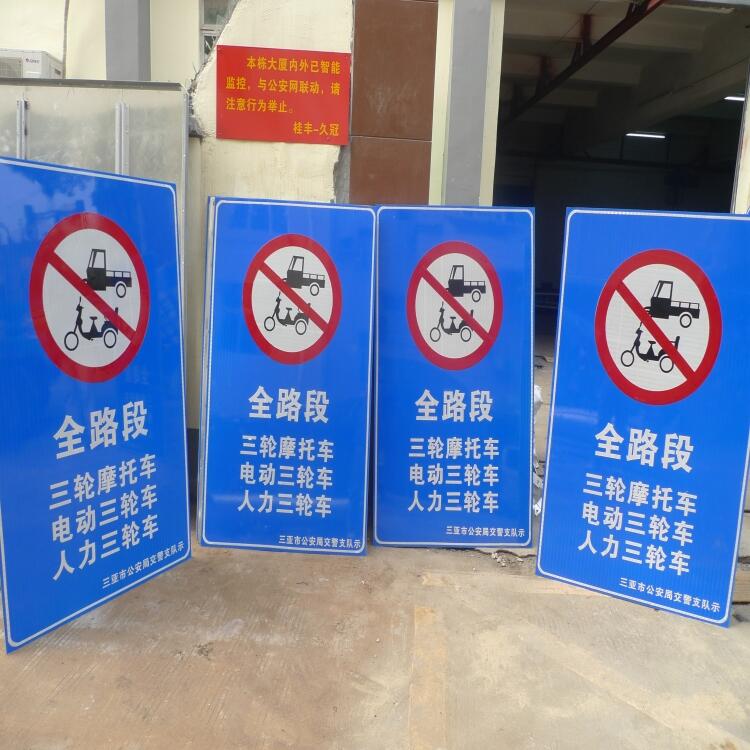 本栋大厦内外已智能
监控，与公安网联动，请
注意行为举止。
桂丰-久冠
全路段
三轮摩托车
电动三轮车
人力三轮车
三亚市公安局交警支队示
全路段
三轮摩托车
电动三轮车
人力三轮车
三亚市公安局交警支队示
全路段
三轮摩托车
电动三轮车
人力三轮车
三亚市公安局交警支队示
全路段
三轮摩托车
电动三轮车
人力三轮车
三亚市公安局交警支队示